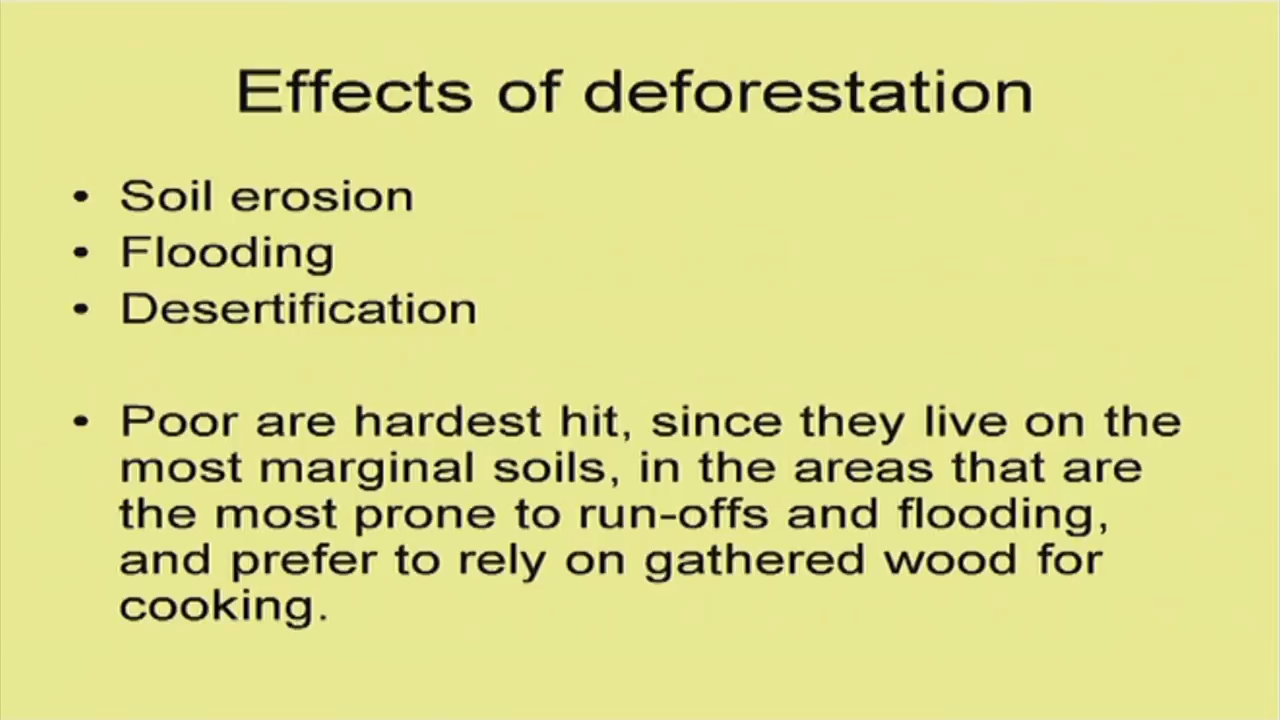 Effects of deforestation
• Soil erosion
• Flooding
• Desertification
• Poor are hardest hit, since they live on the
most marginal soils, in the areas that are
the most prone to run-offs and flooding,
and prefer to rely on gathered wood for
cooking.